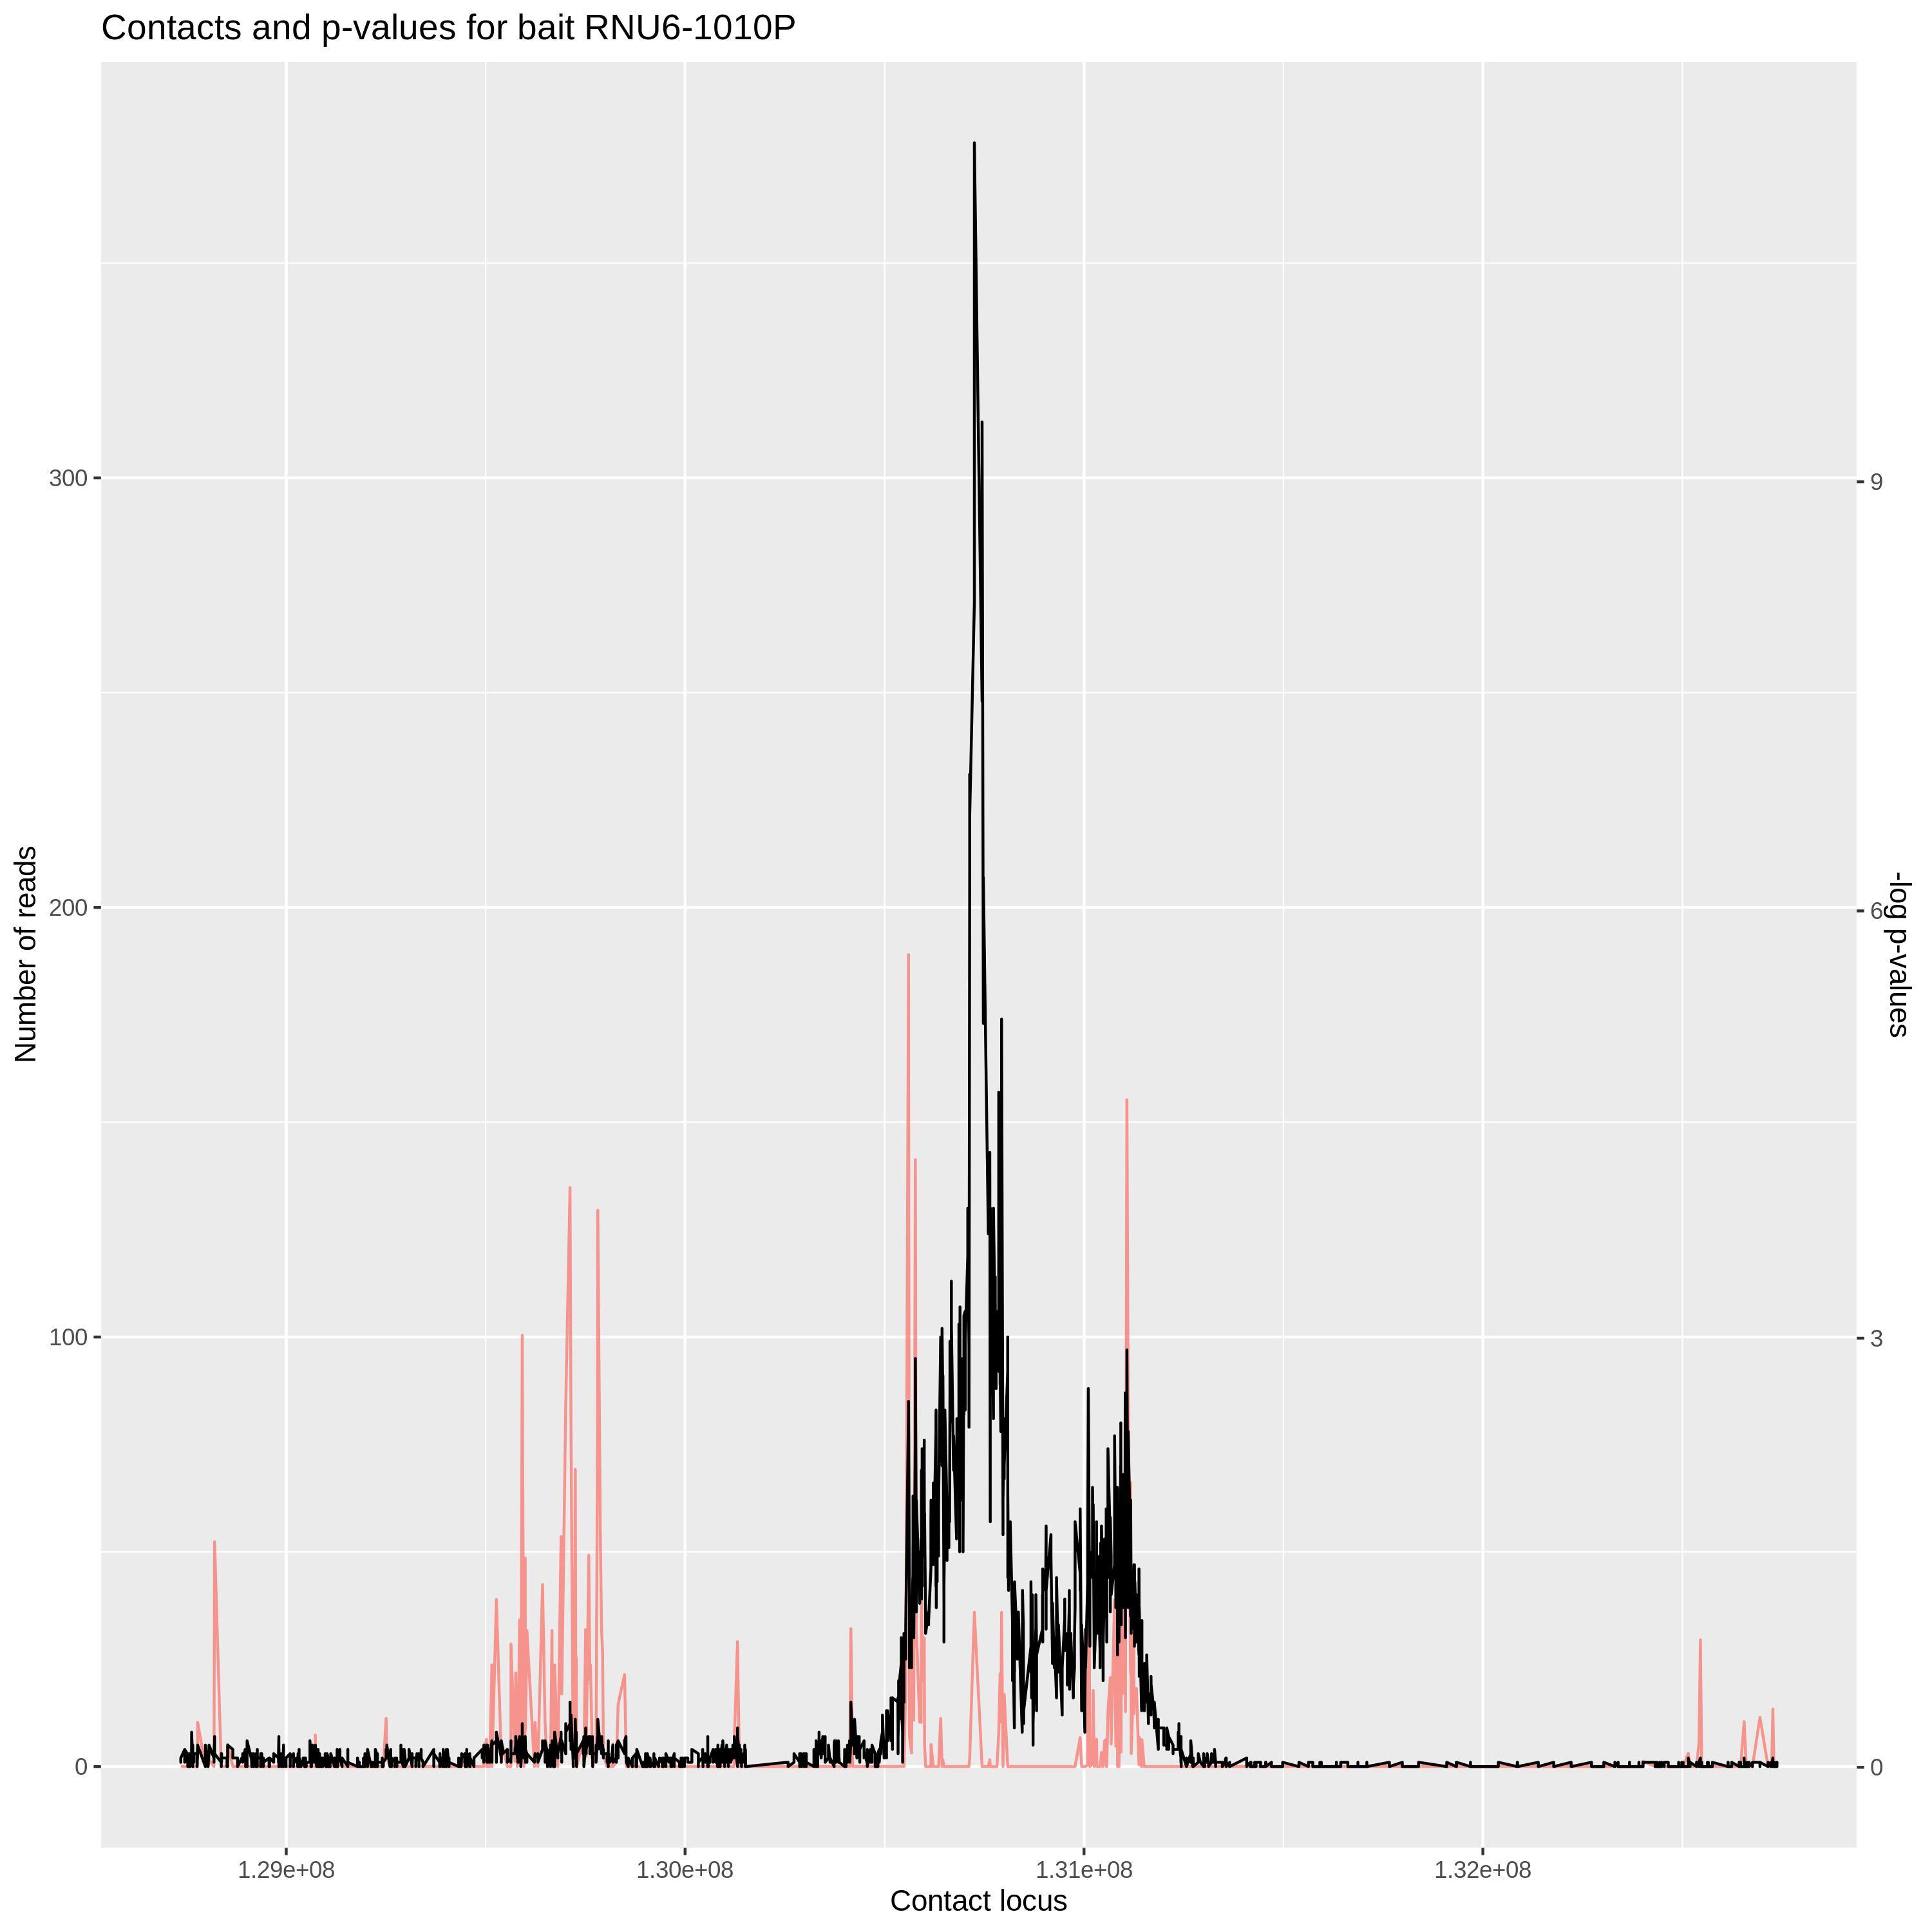 Contacts and p-values for bait RNU6-1010P
300
200
100
0
Number of reads
9
6
3
0
-log p-values
1.29e+08
1.30e+08
1.31e+08
1.32e+08
Contact locus